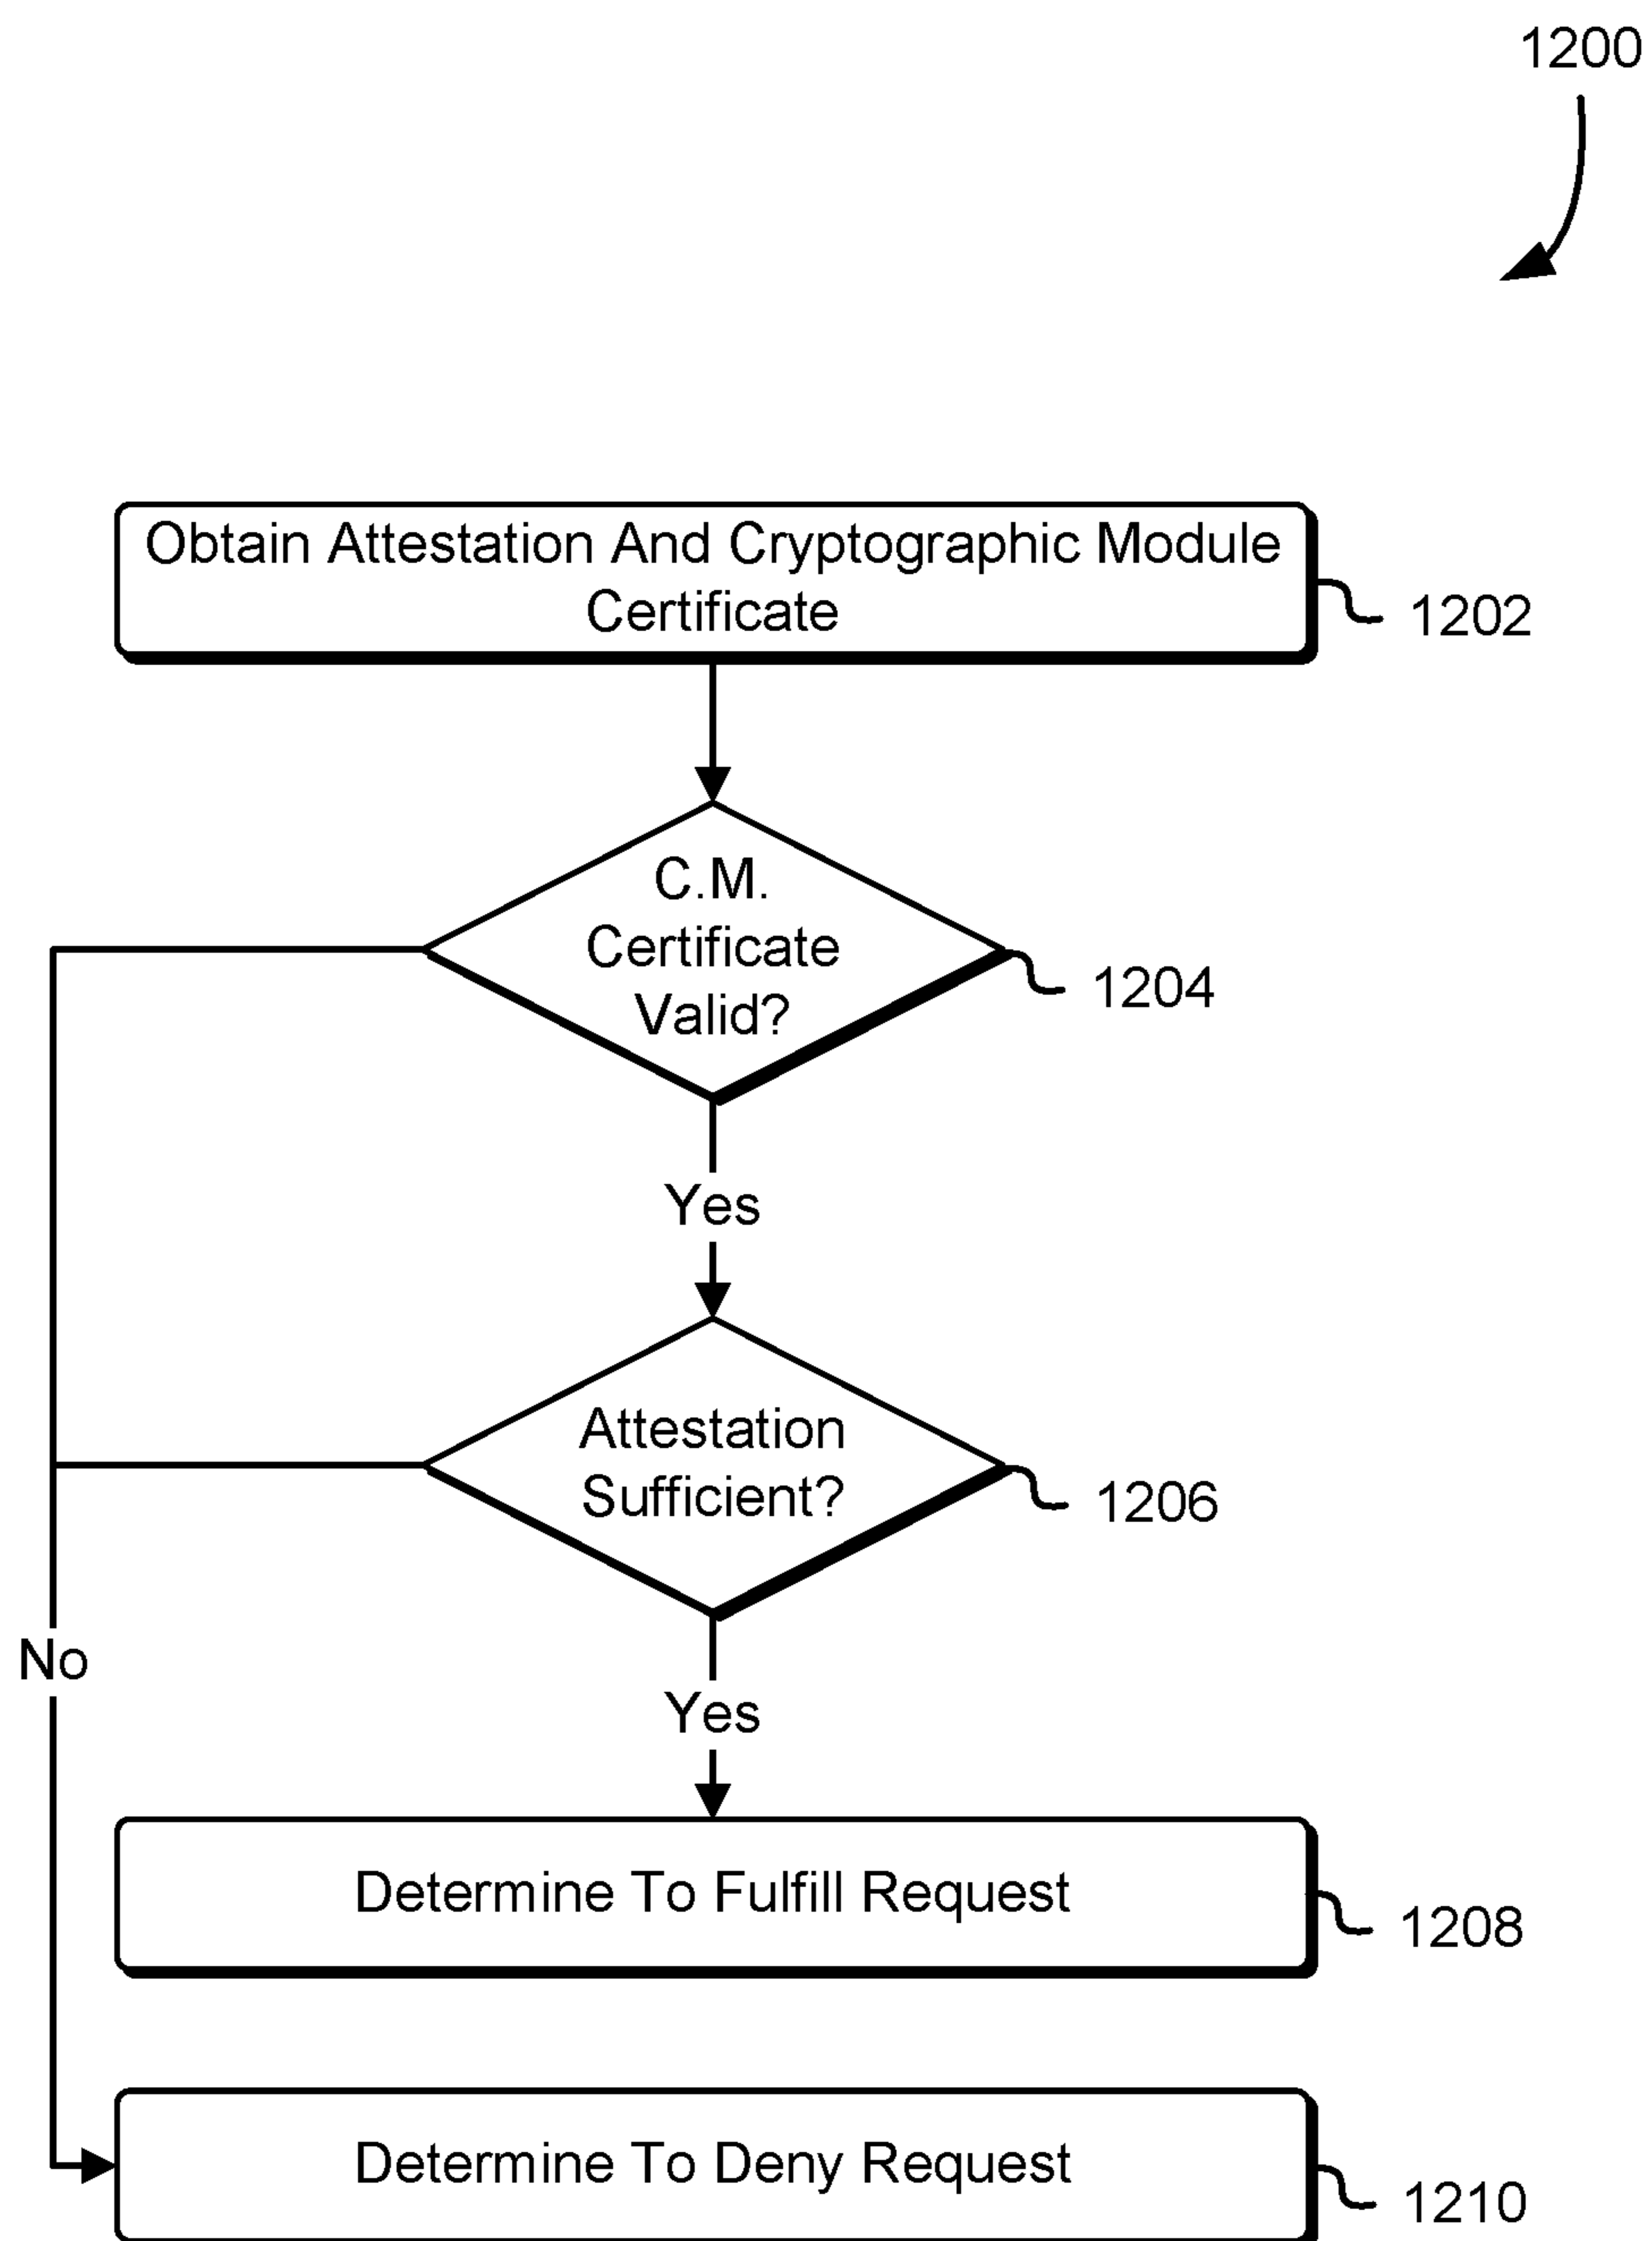 1200
Obtain Attestation And Cryptographic Module
Certificate
1202
C.M.
Certificate
Valid?
1204
Yes
Attestation
Sufficient?
1206
No
Yes
Determine To Fulfill Request
1208
Determine To Deny Request
1210